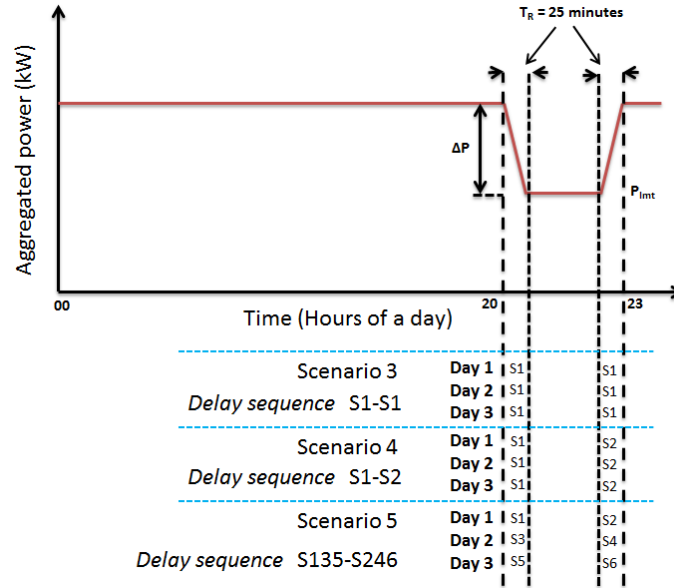 T_R = 25 minutes
Aggregated power (kW)
ΔP
P_lmt
00 20 23
Time (Hours of a day)
Scenario 3 Day 1 S1 S1
Day 2 S1 S1
Delay sequence S1-S1 Day 3 S1 S1
Scenario 4 Day 1 S1 S2
Day 2 S1 S2
Delay sequence S1-S2 Day 3 S1 S2
Scenario 5 Day 1 S1 S2
Day 2 S3 S4
Delay sequence S135-S246 Day 3 S5 S6